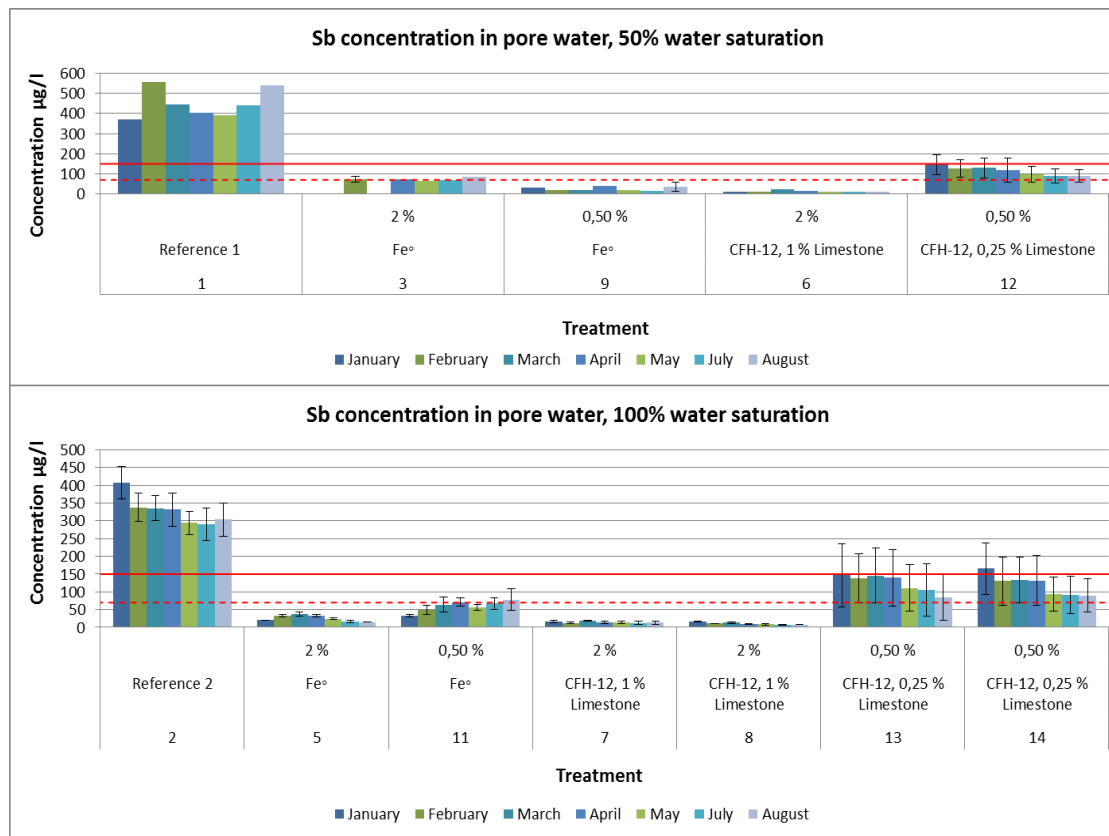 Sb concentration in pore water, 50% water saturation
Concentration µg/l
600
500
400
300
200
100
0
2 % 0,50 % 2 % 0,50 %
Reference 1 Fe° Fe° CFH-12, 1 % Limestone CFH-12, 0,25 % Limestone
1 3 9 6 12
Treatment
January February March April May July August
Sb concentration in pore water, 100% water saturation
Concentration µg/l
500
450
400
350
300
250
200
150
100
50
0
2 % 0,50 % 2 % 2 % 0,50 % 0,50 %
Reference 2 Fe° Fe° CFH-12, 1 % CFH-12, 1 % CFH-12, 0,25 % CFH-12, 0,25 %
Limestone Limestone Limestone Limestone
2 5 11 7 8 13 14
Treatment
January February March April May July August